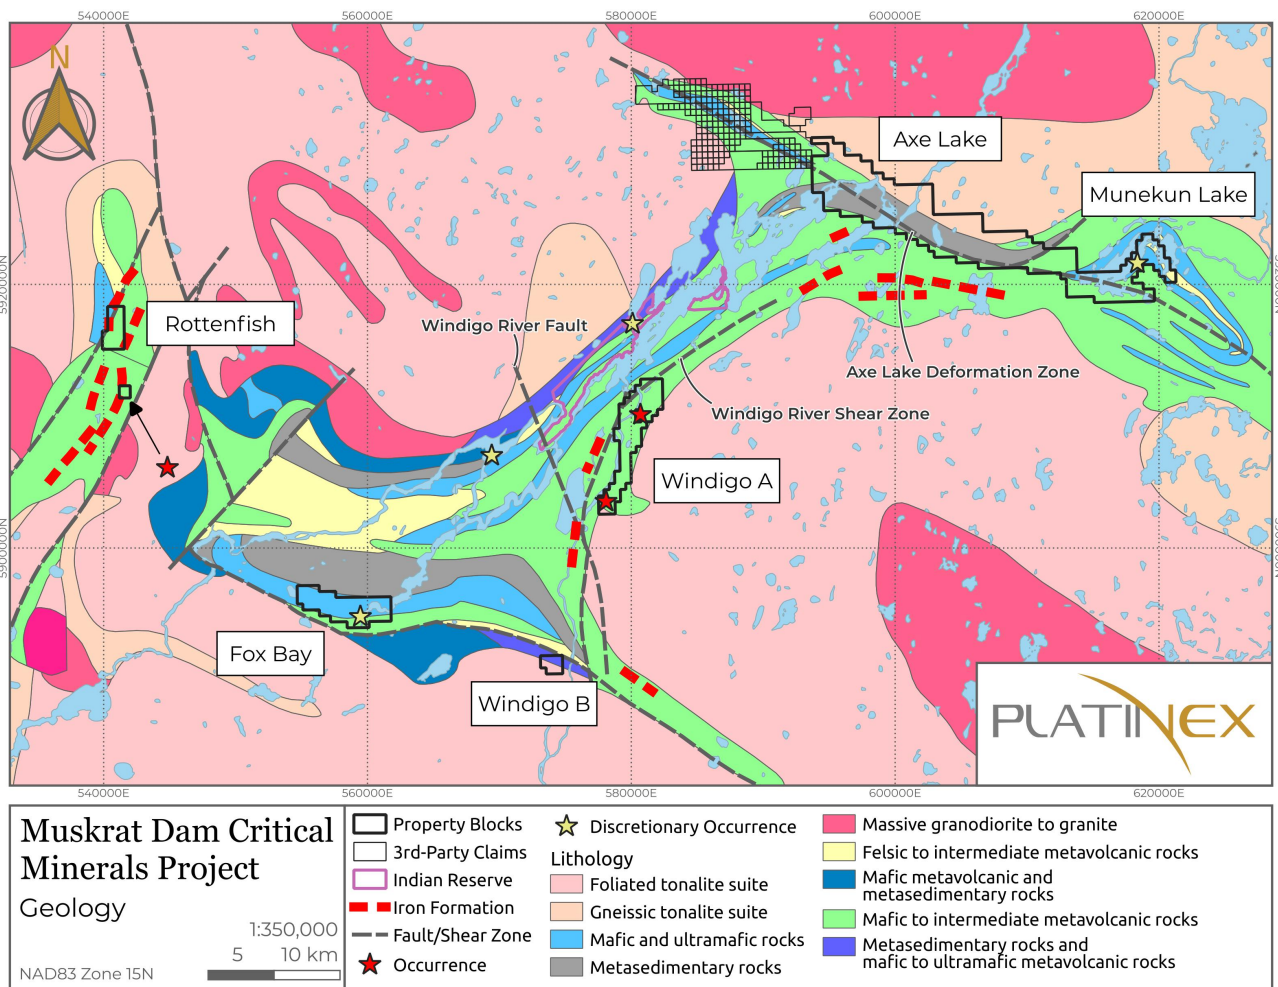 540000E 560000E 580000E 600000E 620000E
N
Axe Lake
Munekun Lake
5920000N
5920000N
Rottenfish
Windigo River Fault
Axe Lake Deformation Zone
Windigo River Shear Zone
Windigo A
5900000N
5900000N
Fox Bay
Windigo B
PLATINEX
540000E 560000E 580000E 600000E 620000E
Muskrat Dam Critical
Minerals Project
Geology
1:350,000
5 10 km
NAD83 Zone 15N
Property Blocks
3rd-Party Claims
Indian Reserve
Iron Formation
Fault/Shear Zone
Occurrence
Discretionary Occurrence
Lithology
Foliated tonalite suite
Gneissic tonalite suite
Mafic and ultramafic rocks
Metasedimentary rocks
Massive granodiorite to granite
Felsic to intermediate metavolcanic rocks
Mafic metavolcanic and
metasedimentary rocks
Mafic to intermediate metavolcanic rocks
Metasedimentary rocks and
mafic to ultramafic metavolcanic rocks